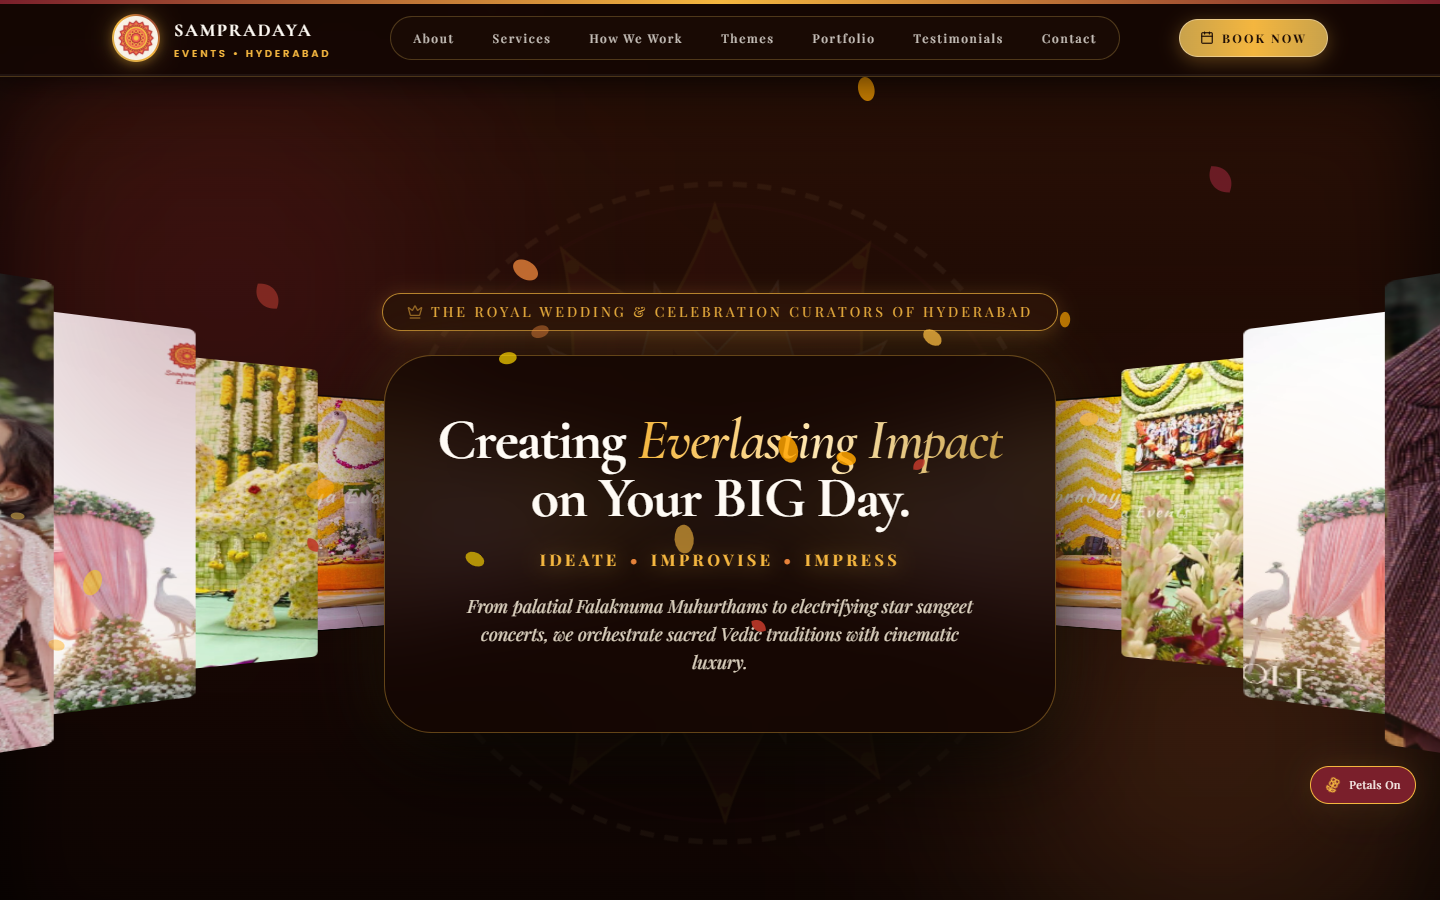 SAMPRADAYA
EVENTS • HYDERABAD
About
Services
How We Work
Themes
Portfolio
Testimonials
Contact
BOOK NOW
THE ROYAL WEDDING & CELEBRATION CURATORS OF HYDERABAD
Creating Everlasting Impact
on Your BIG Day.
IDEATE • IMPROVISE • IMPRESS
From palatial Falaknuma Muhurthams to electrifying star sangeet
concerts, we orchestrate sacred Vedic traditions with cinematic
luxury.
Petals On